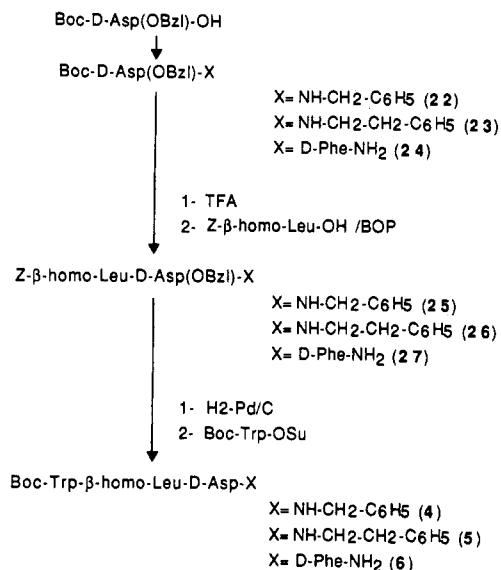 Boc-D-Asp(OBzl)-OH
Boc-D-Asp(OBzl)-X
X= NH-CH2-C6H5 (22)
X= NH-CH2-CH2-C6H5 (23)
X= D-Phe-NH2 (24)
1- TFA
2- Z-β-homo-Leu-OH /BOP
Z-β-homo-Leu-D-Asp(OBzl)-X
X= NH-CH2-C6H5 (25)
X= NH-CH2-CH2-C6H5 (26)
X= D-Phe-NH2 (27)
1- H2-Pd/C
2- Boc-Trp-OSu
Boc-Trp-β-homo-Leu-D-Asp-X
X= NH-CH2-C6H5 (4)
X= NH-CH2-CH2-C6H5 (5)
X= D-Phe-NH2 (6)